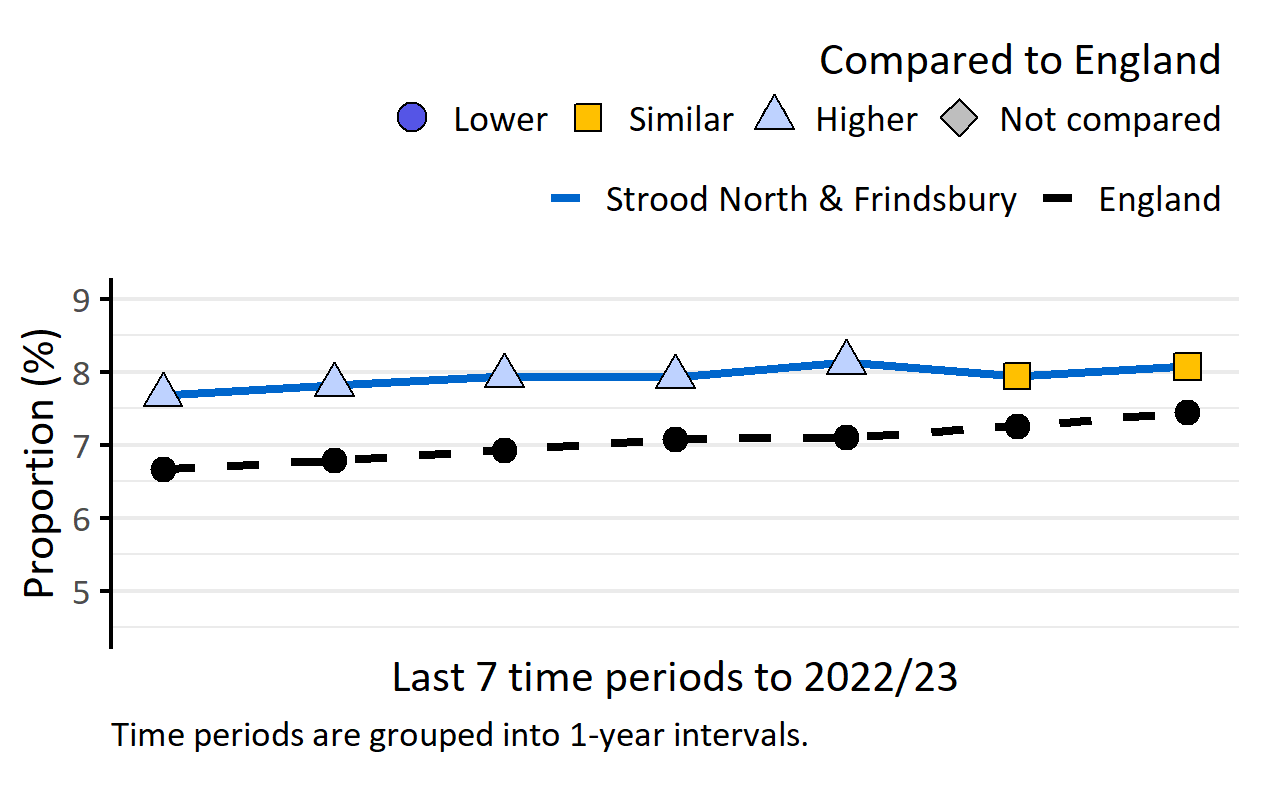 Compared to England
Lower Similar Higher Not compared
Strood North & Frindsbury England
Proportion (%)
9
8
7
6
5
Last 7 time periods to 2022/23
Time periods are grouped into 1-year intervals.